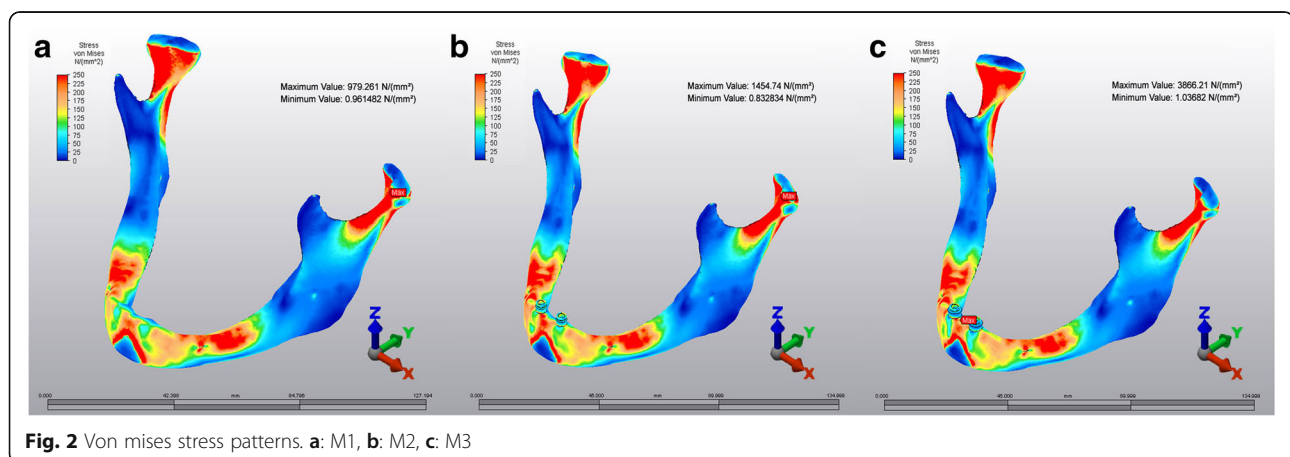 a
Stress
von Mises
N/(mm^2)
250
225
200
175
150
125
100
75
50
25
0
Maximum Value: 979.261 N/(mm²)
Minimum Value: 0.961482 N/(mm²)
Max
Z
Y
X
0.000
42.398
mm
84.796
127.194
b
Stress
von Mises
N/(mm^2)
250
225
200
175
150
125
100
75
50
25
0
Maximum Value: 1454.74 N/(mm²)
Minimum Value: 0.832834 N/(mm²)
Max
Z
Y
X
0.000
45.000
mm
89.999
134.999
c
Stress
von Mises
N/(mm^2)
250
225
200
175
150
125
100
75
50
25
0
Maximum Value: 3866.21 N/(mm²)
Minimum Value: 1.03682 N/(mm²)
Max
Z
Y
X
0.000
45.000
mm
134.999
Fig. 2 Von mises stress patterns. a: M1, b: M2, c: M3